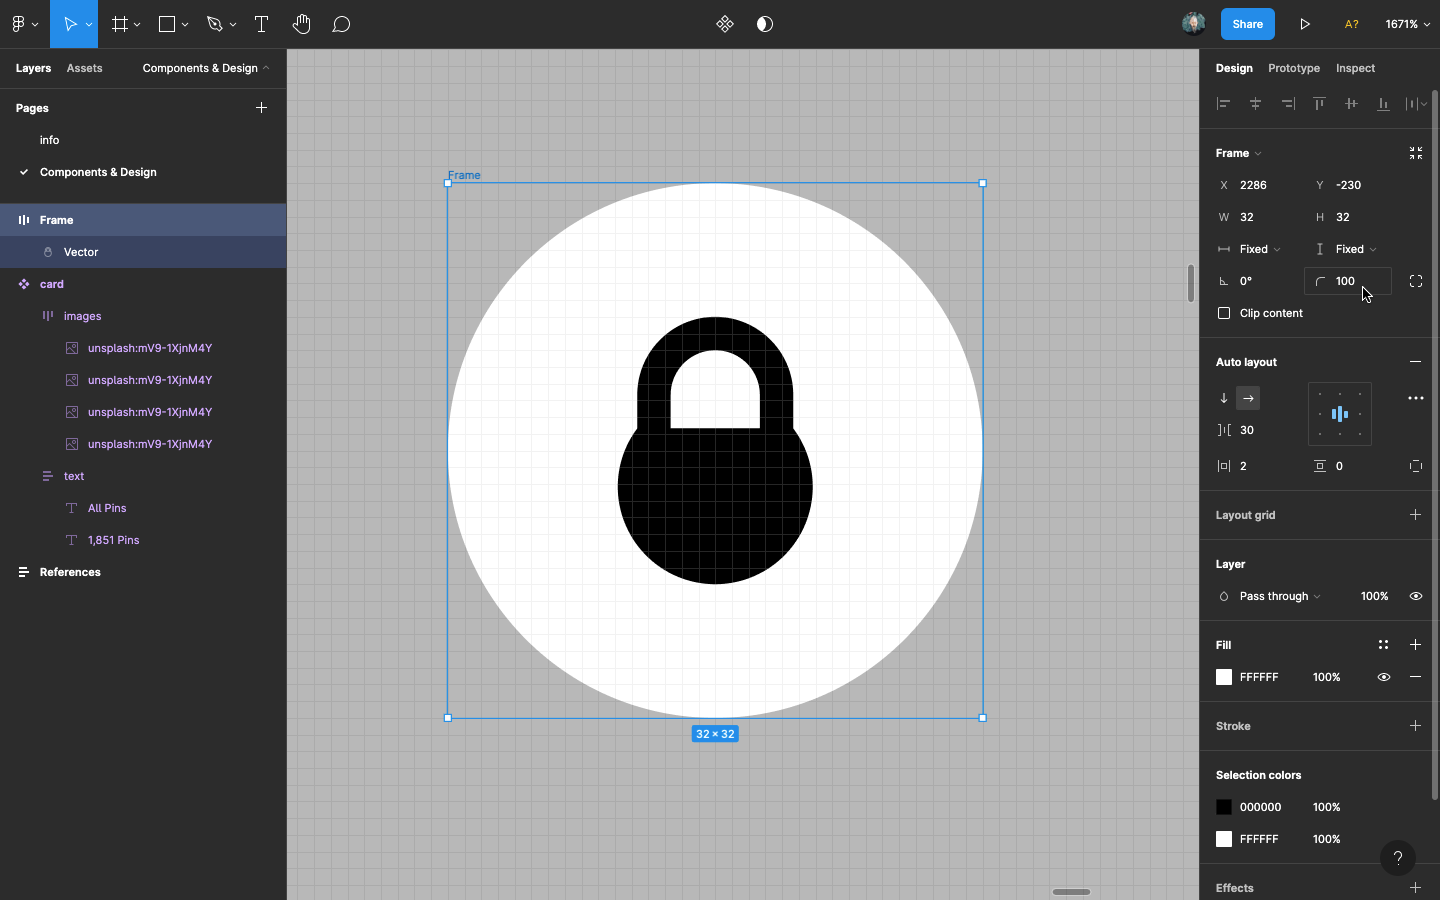 Share
A?
1671%
Layers
Assets
Components & Design
Design
Prototype
Inspect
Pages
info
Components & Design
Frame
Vector
card
images
unsplash:mV9-1XjnM4Y
unsplash:mV9-1XjnM4Y
unsplash:mV9-1XjnM4Y
unsplash:mV9-1XjnM4Y
text
All Pins
1,851 Pins
References
Frame
32 × 32
Frame
X 2286 Y -230
W 32 H 32
Fixed Fixed
0° 100
Clip content
Auto layout
30
2 0
Layout grid
Layer
Pass through 100%
Fill
FFFFFF 100%
Stroke
Selection colors
000000 100%
FFFFFF 100%
?
Effects